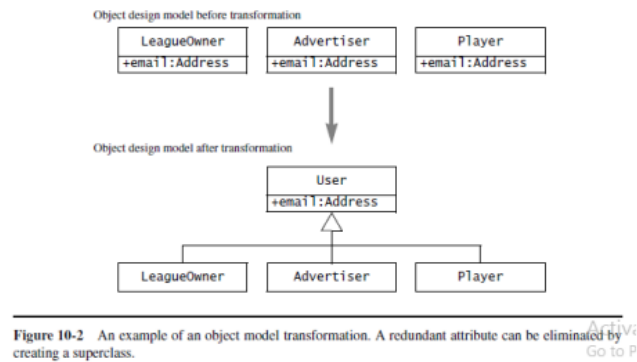 Object design model before transformation
LeagueOwner Advertiser Player
+email:Address +email:Address +email:Address
Object design model after transformation
User
+email:Address
LeagueOwner Advertiser Player
Figure 10-2 An example of an object model transformation. A redundant attribute can be eliminated by
creating a superclass.
Go to P